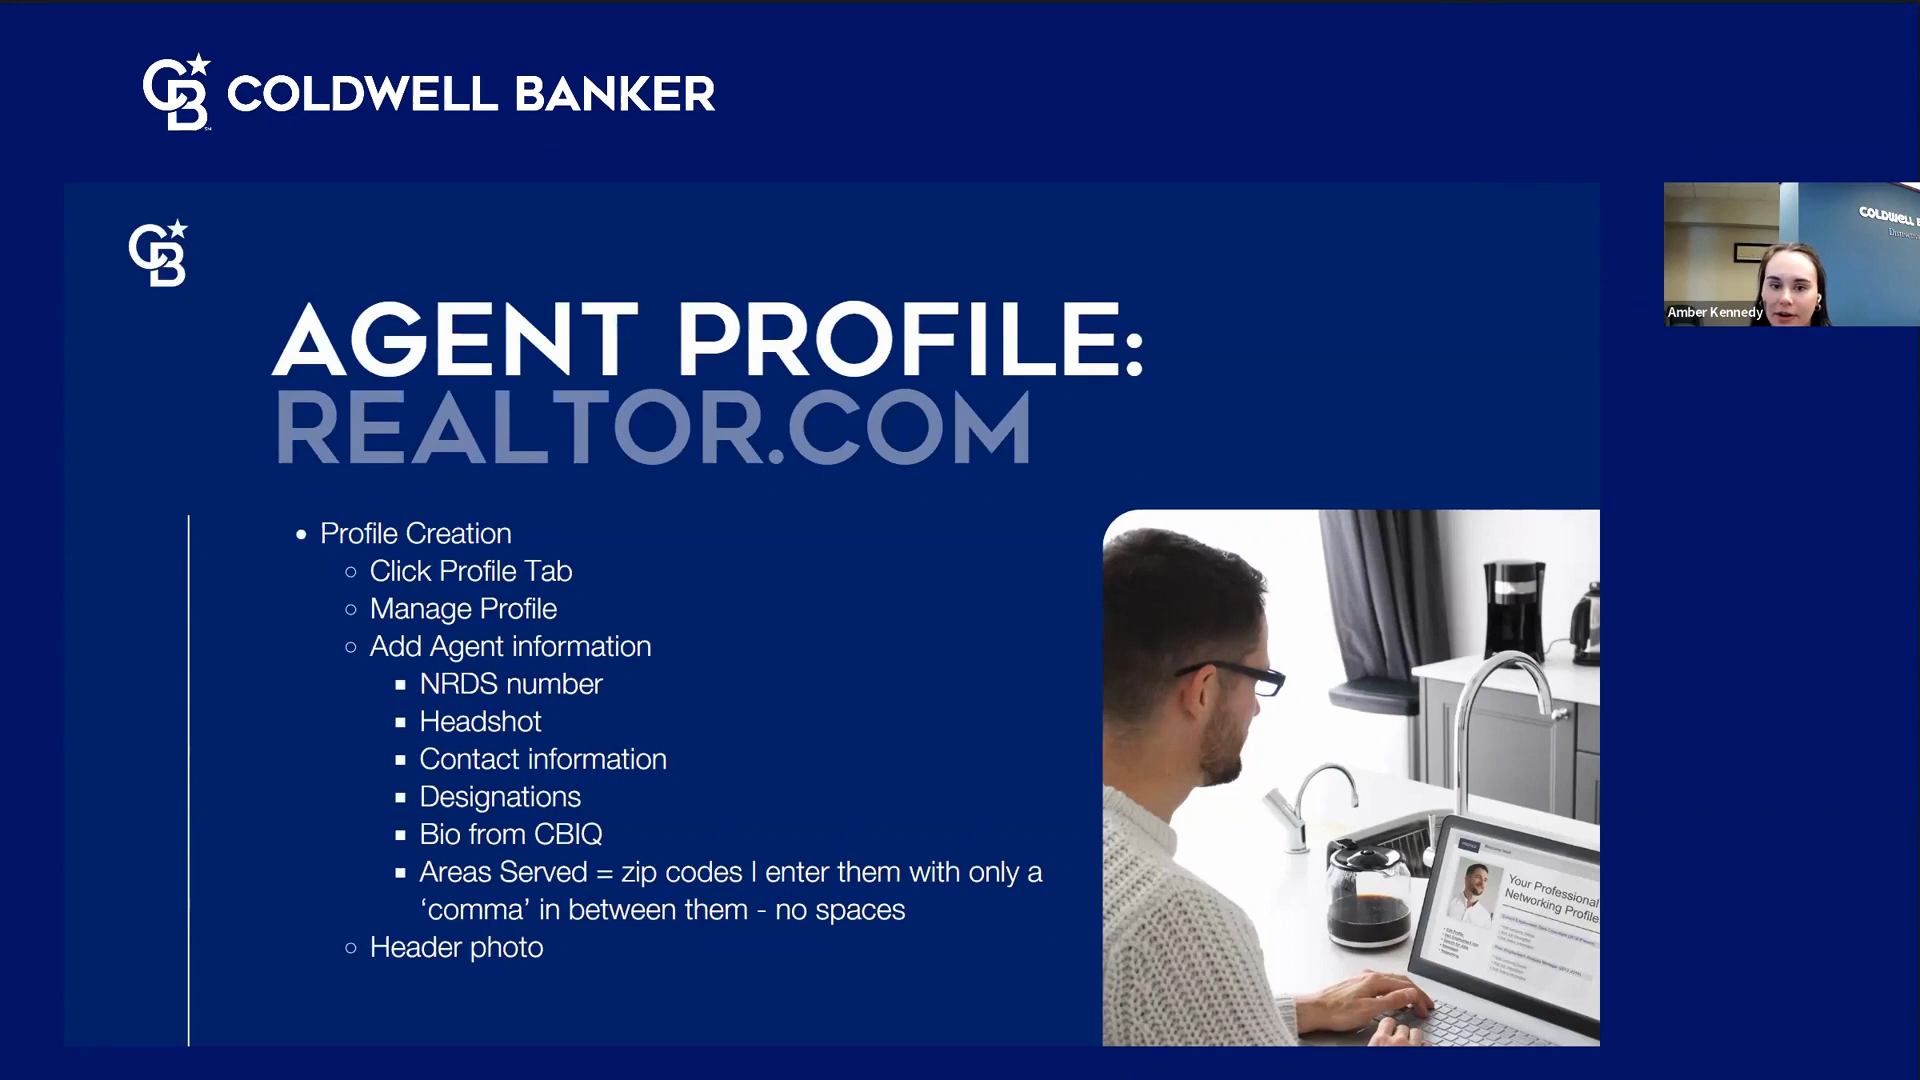 COLDWELL BANKER
COLDWELL B
Amber Kennedy
AGENT PROFILE:
REALTOR.COM
• Profile Creation
○ Click Profile Tab
○ Manage Profile
○ Add Agent information
▪ NRDS number
▪ Headshot
▪ Contact information
▪ Designations
▪ Bio from CBIQ
▪ Areas Served = zip codes | enter them with only a
‘comma’ in between them - no spaces
○ Header photo
Your Professional
Networking Profile